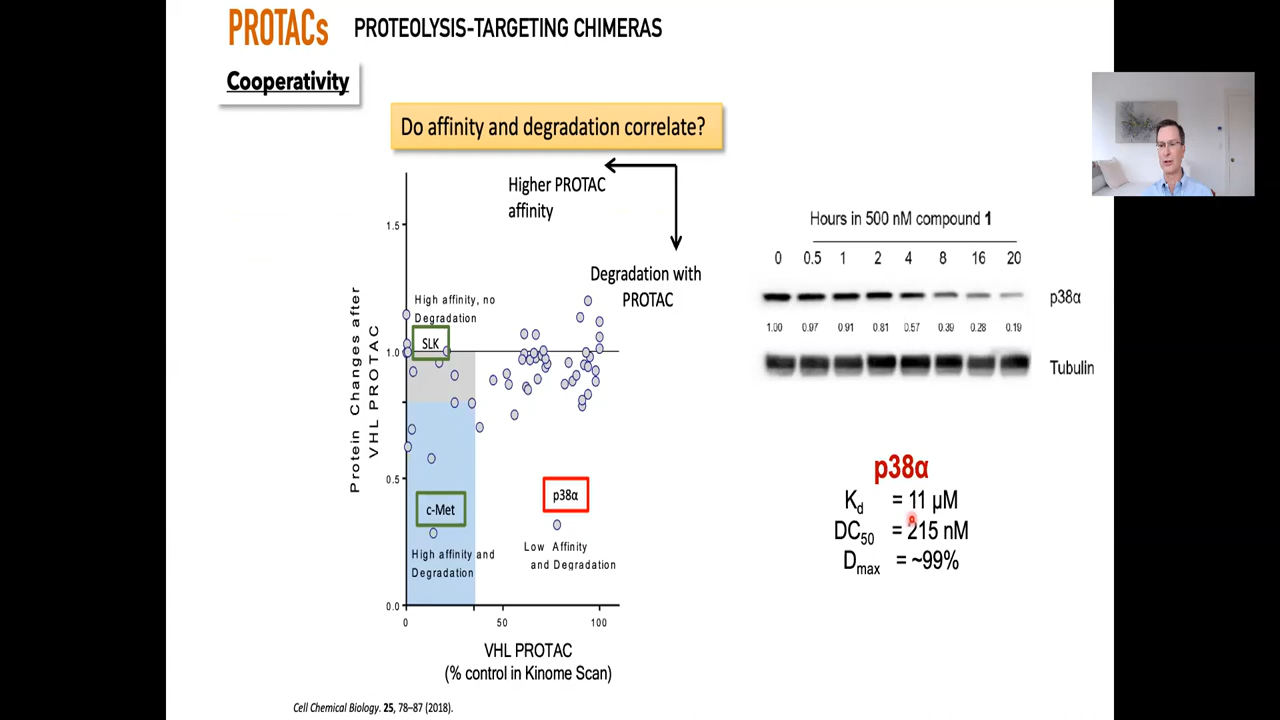 PROTACs PROTEOLYSIS-TARGETING CHIMERAS
Cooperativity
Do affinity and degradation correlate?
Higher PROTAC
affinity
Degradation with
PROTAC
Protein Changes after
VHL PROTAC
1.5
1.0
0.5
0.0
High affinity, no
Degradation
SLK
c-Met
High affinity and
Degradation
p38α
Low Affinity
and Degradation
0 50 100
VHL PROTAC
(% control in Kinome Scan)
Hours in 500 nM compound 1
0 0.5 1 2 4 8 16 20
p38α
1.00 0.97 0.91 0.81 0.57 0.39 0.28 0.19
Tubulin
p38α
Kd = 11 µM
DC50 = 215 nM
Dmax = ~99%
Cell Chemical Biology. 25, 78–87 (2018).